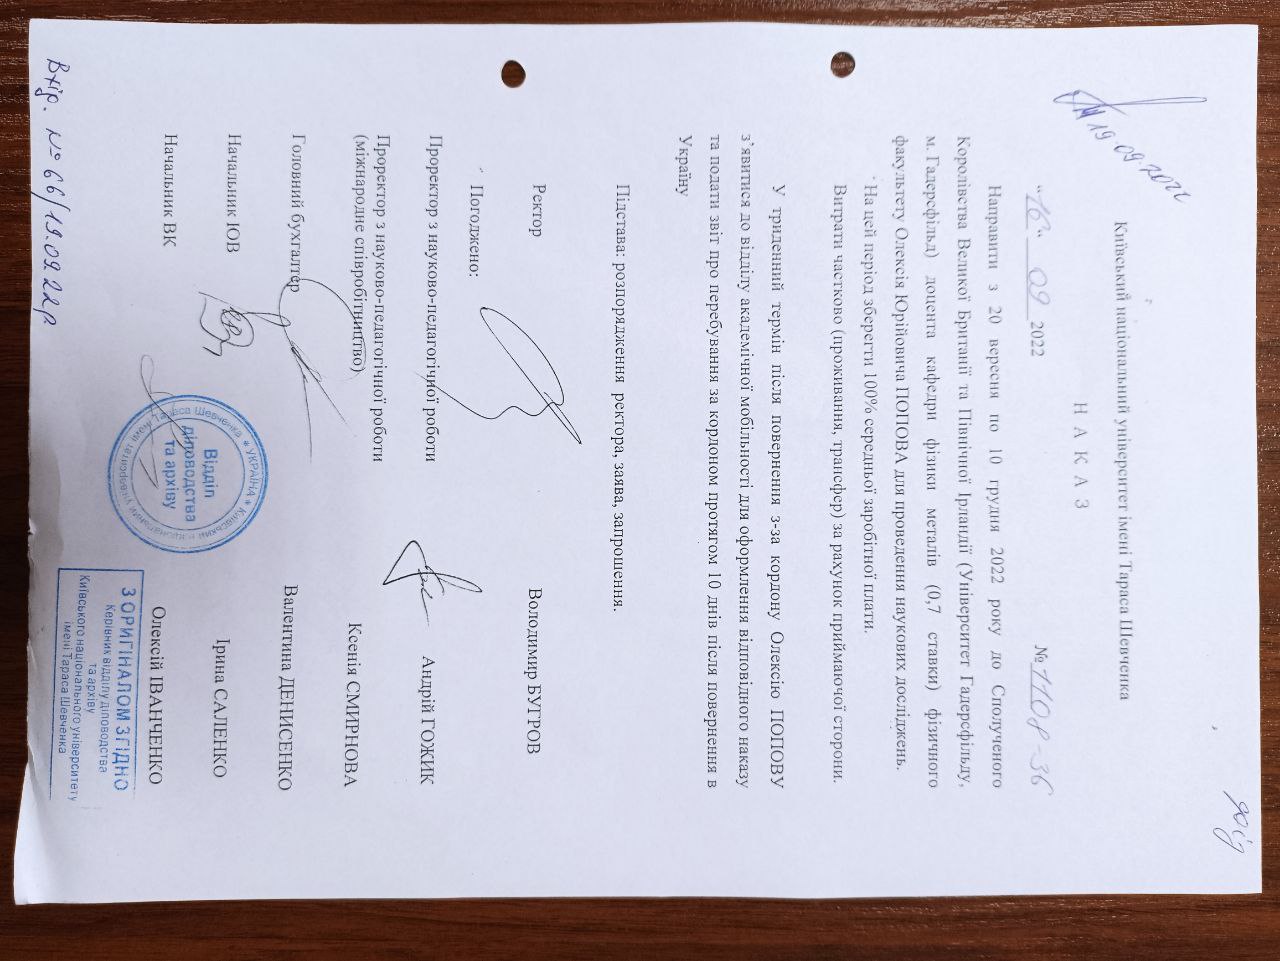 19.09.2022
Київський національний університет імені Тараса Шевченка
Н А К А З
"16" 09 2022 № 1108-36
Направити з 20 вересня по 10 грудня 2022 року до Сполученого
Королівства Великої Британії та Північної Ірландії (Університет Гадерсфільду,
м. Гадерсфільд) доцента кафедри фізики металів (0,7 ставки) фізичного
факультету Олексія Юрійовича ПОПОВА для проведення наукових досліджень.
На цей період зберегти 100% середньої заробітної плати.
Витрати частково (проживання, трансфер) за рахунок приймаючої сторони.
У триденний термін після повернення з-за кордону Олексію ПОПОВУ
з’явитися до відділу академічної мобільності для оформлення відповідного наказу
та подати звіт про перебування за кордоном протягом 10 днів після повернення в
Україну
Підстава: розпорядження ректора, заява, запрошення.
Ректор Володимир БУГРОВ
Погоджено:
Проректор з науково-педагогічної роботи Андрій ГОЖИК
Проректор з науково-педагогічної роботи
(міжнародне співробітництво) Ксенія СМИРНОВА
Головний бухгалтер Валентина ДЕНИСЕНКО
Начальник ЮВ Ірина САЛЕНКО
Начальник ВК Олексій ІВАНЧЕНКО
УКРАЇНА * Київський національний університет імені Тараса Шевченка *
Відділ
діловодства
та архіву
З ОРИГІНАЛОМ ЗГІДНО
Керівник відділу діловодства
та архіву
Київського національного університету
імені Тараса Шевченка
Вхід. № 66/19.09.22р.